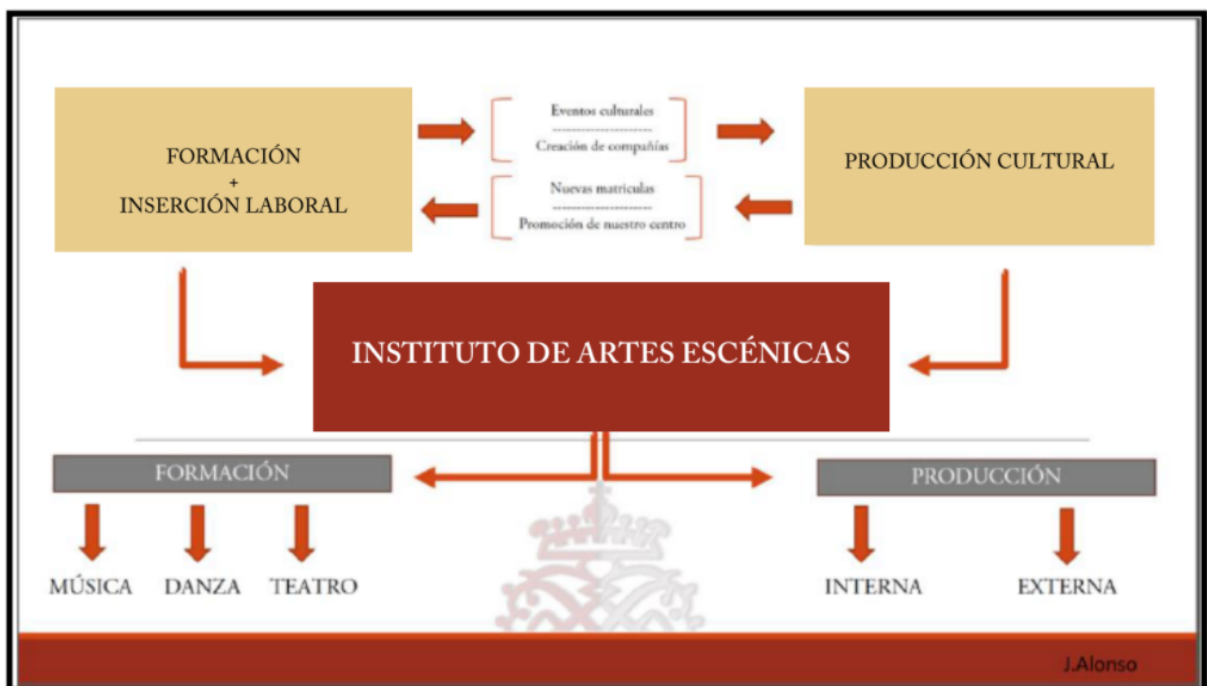 FORMACIÓN
+
INSERCIÓN LABORAL
Eventos culturales
Creación de compañías
Nuevas matriculas
Promoción de nuestro centro
PRODUCCIÓN CULTURAL
INSTITUTO DE ARTES ESCÉNICAS
FORMACIÓN
MÚSICA DANZA TEATRO
PRODUCCIÓN
INTERNA EXTERNA
J.Alonso